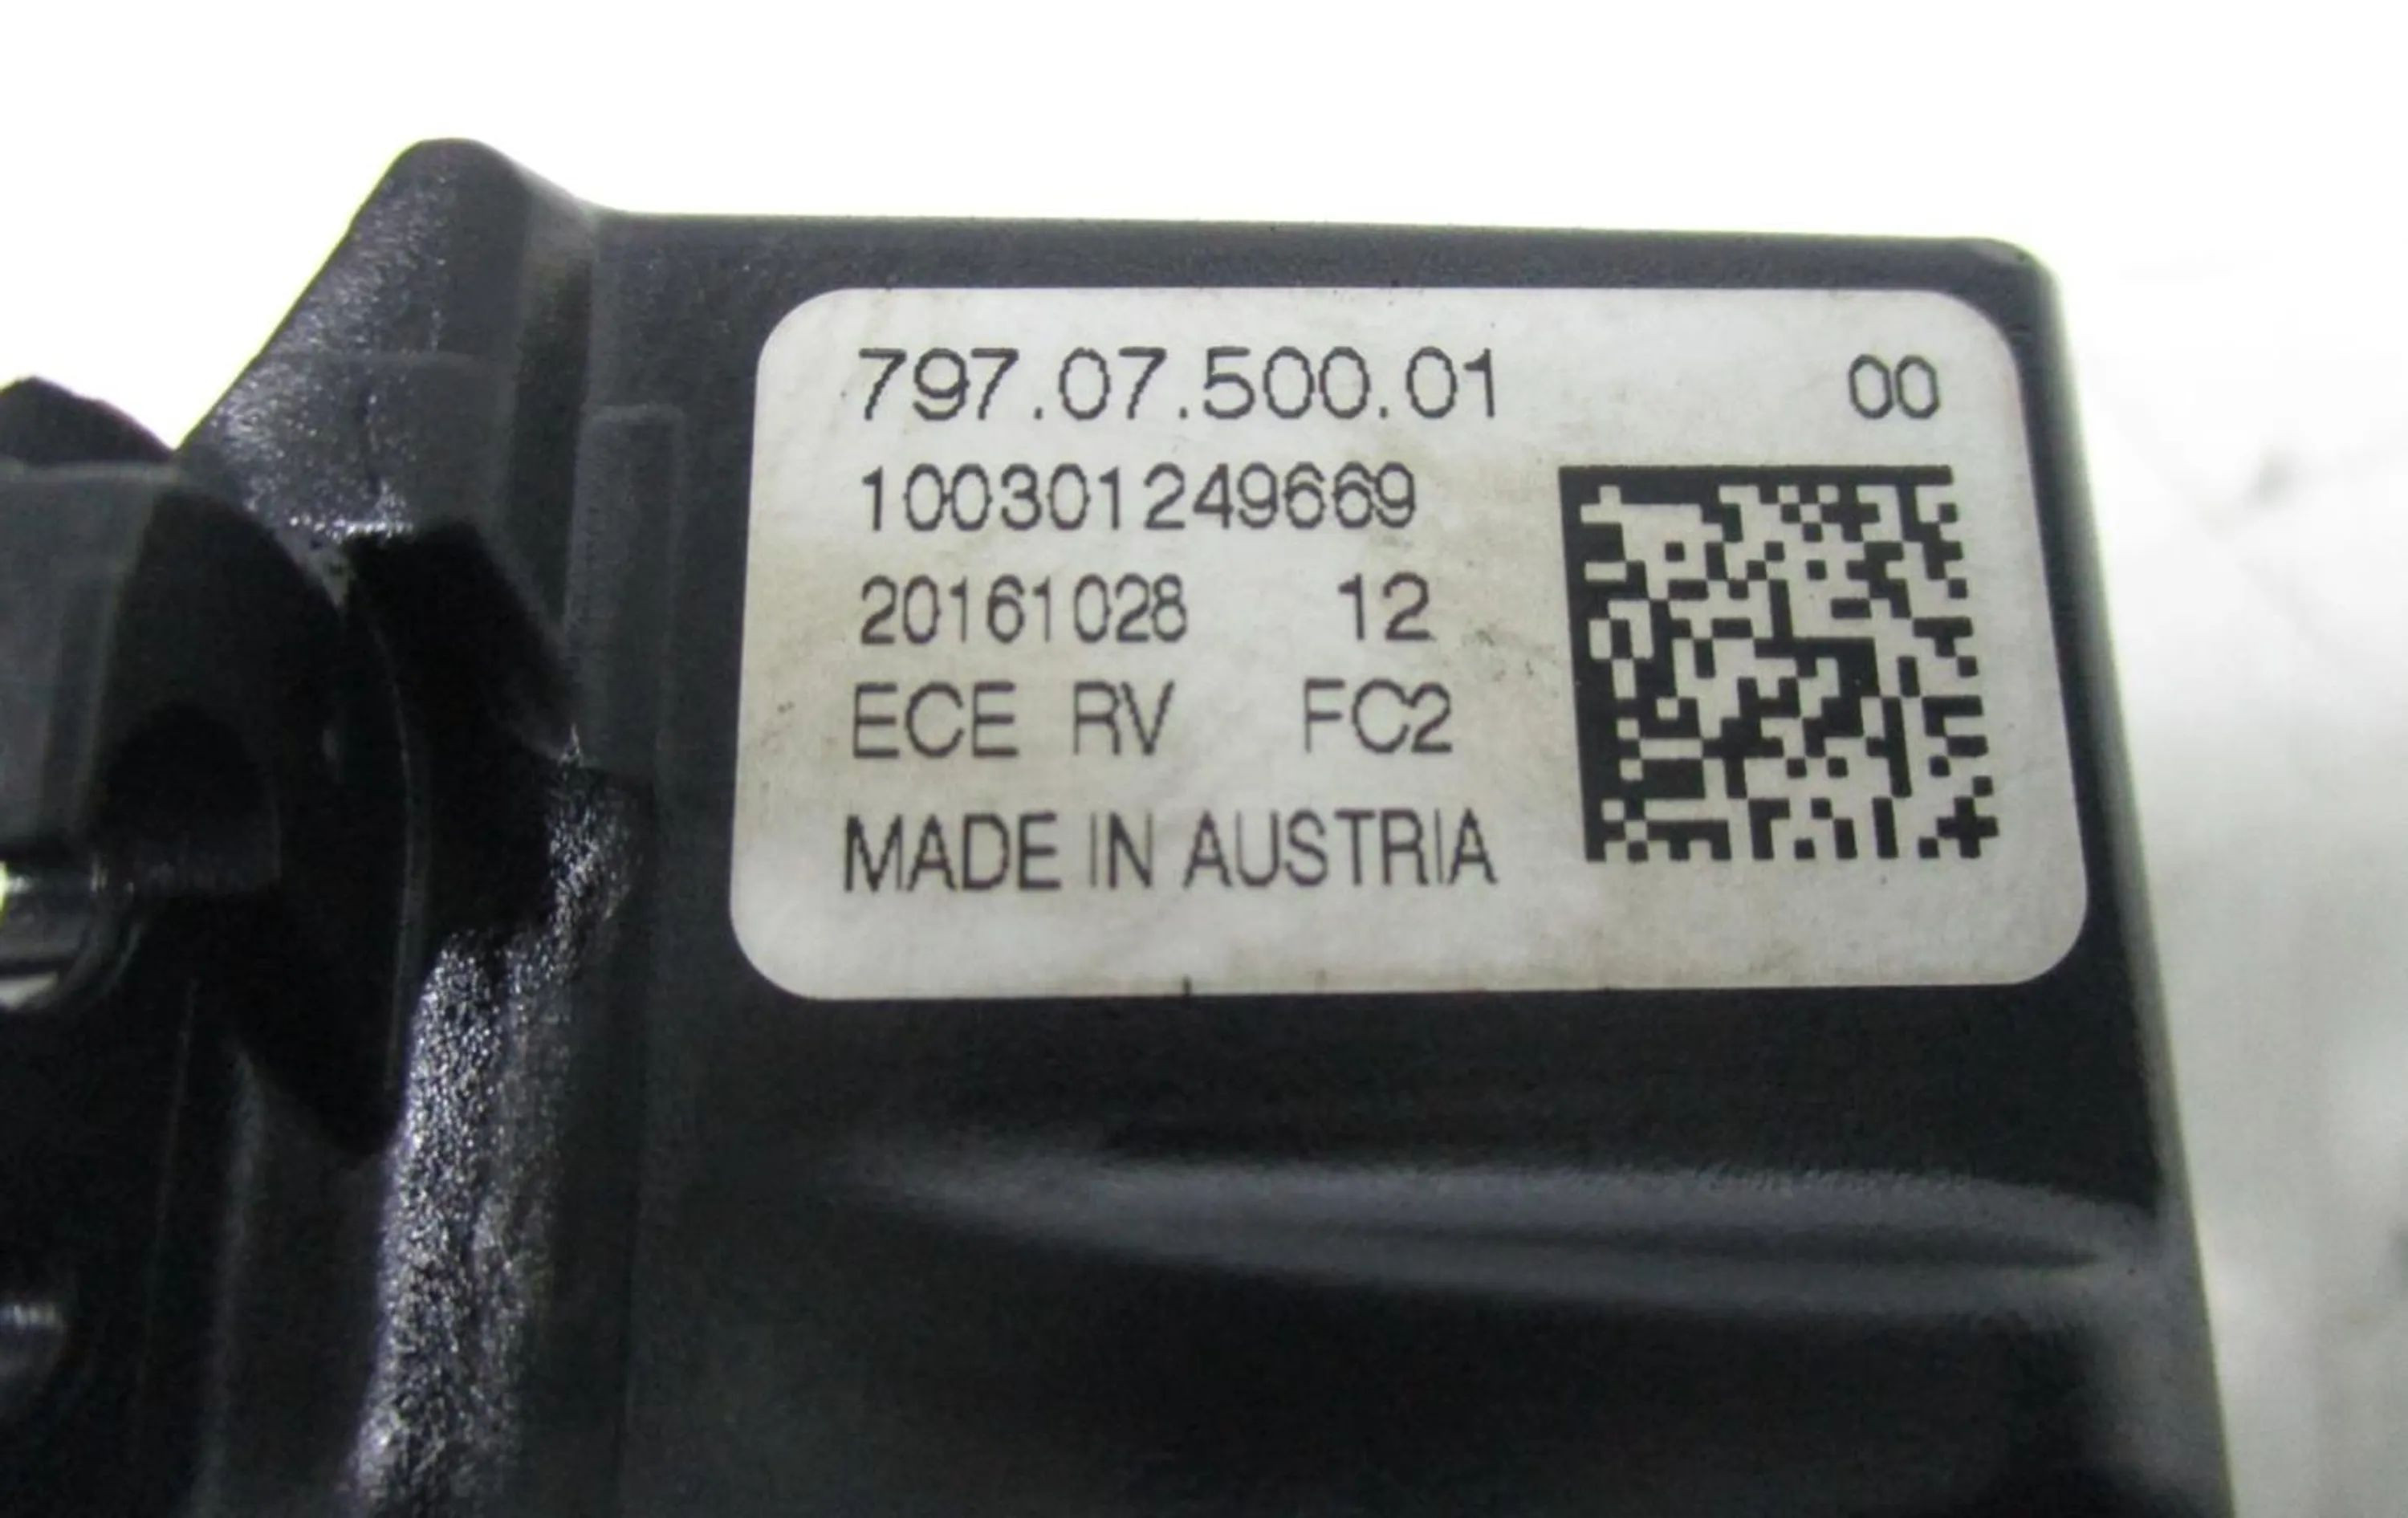 797.07.500.01 00
100301249669
20161028 12
ECE RV FC2
MADE IN AUSTRIA